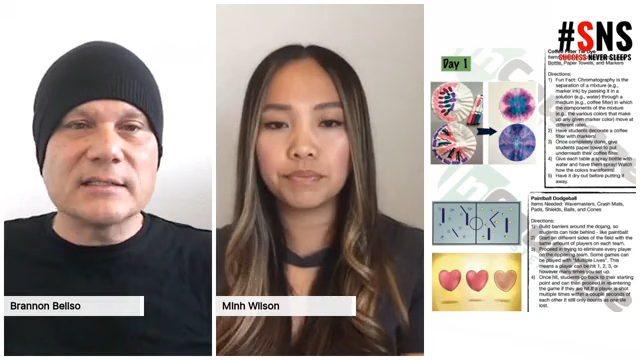 #SNS
SUCCESS NEVER SLEEPS
Day 1
Coffee Filter Tie Dye
Bottle, Paper Towels, and Markers
Directions:
1) Fun Fact: Chromatography is the
separation of a mixture (e.g.,
marker ink) by passing it in a
solution (e.g., water) through a
medium (e.g., coffee filter) in which
the components of the mixture
(e.g. the various colors that make
up any given marker color) move at
different rates.
2) Have students decorate a coffee
filter with markers!
3) Once completely done, give
students paper towel to put
underneath their coffee filter.
4) Give each table a spray bottle with
water and have them spray! Watch
how the colors transform!
5) Have it dry out before putting it
away.
Paintball Dodgeball
Items Needed: Wavemasters, Crash Mats,
Pads, Shields, Balls, and Cones
Directions:
1) Build barriers around the dojang, so
students can hide behind - like paintball!
2) Start on different sides of the field with the
same amount of players on each team.
3) Proceed in trying to eliminate every player
on the opposing team. Some games can
be played with "Multiple Lives". This
means a player can be hit 1, 2, 3, or
however many times you set up.
4) Once hit, students go back to their starting
point and can then proceed in re-entering
the game if they are hit. If a player is shot
multiple times within a couple seconds of
each other it still only counts as one life
lost.
Brannon Beliso
Minh Wilson